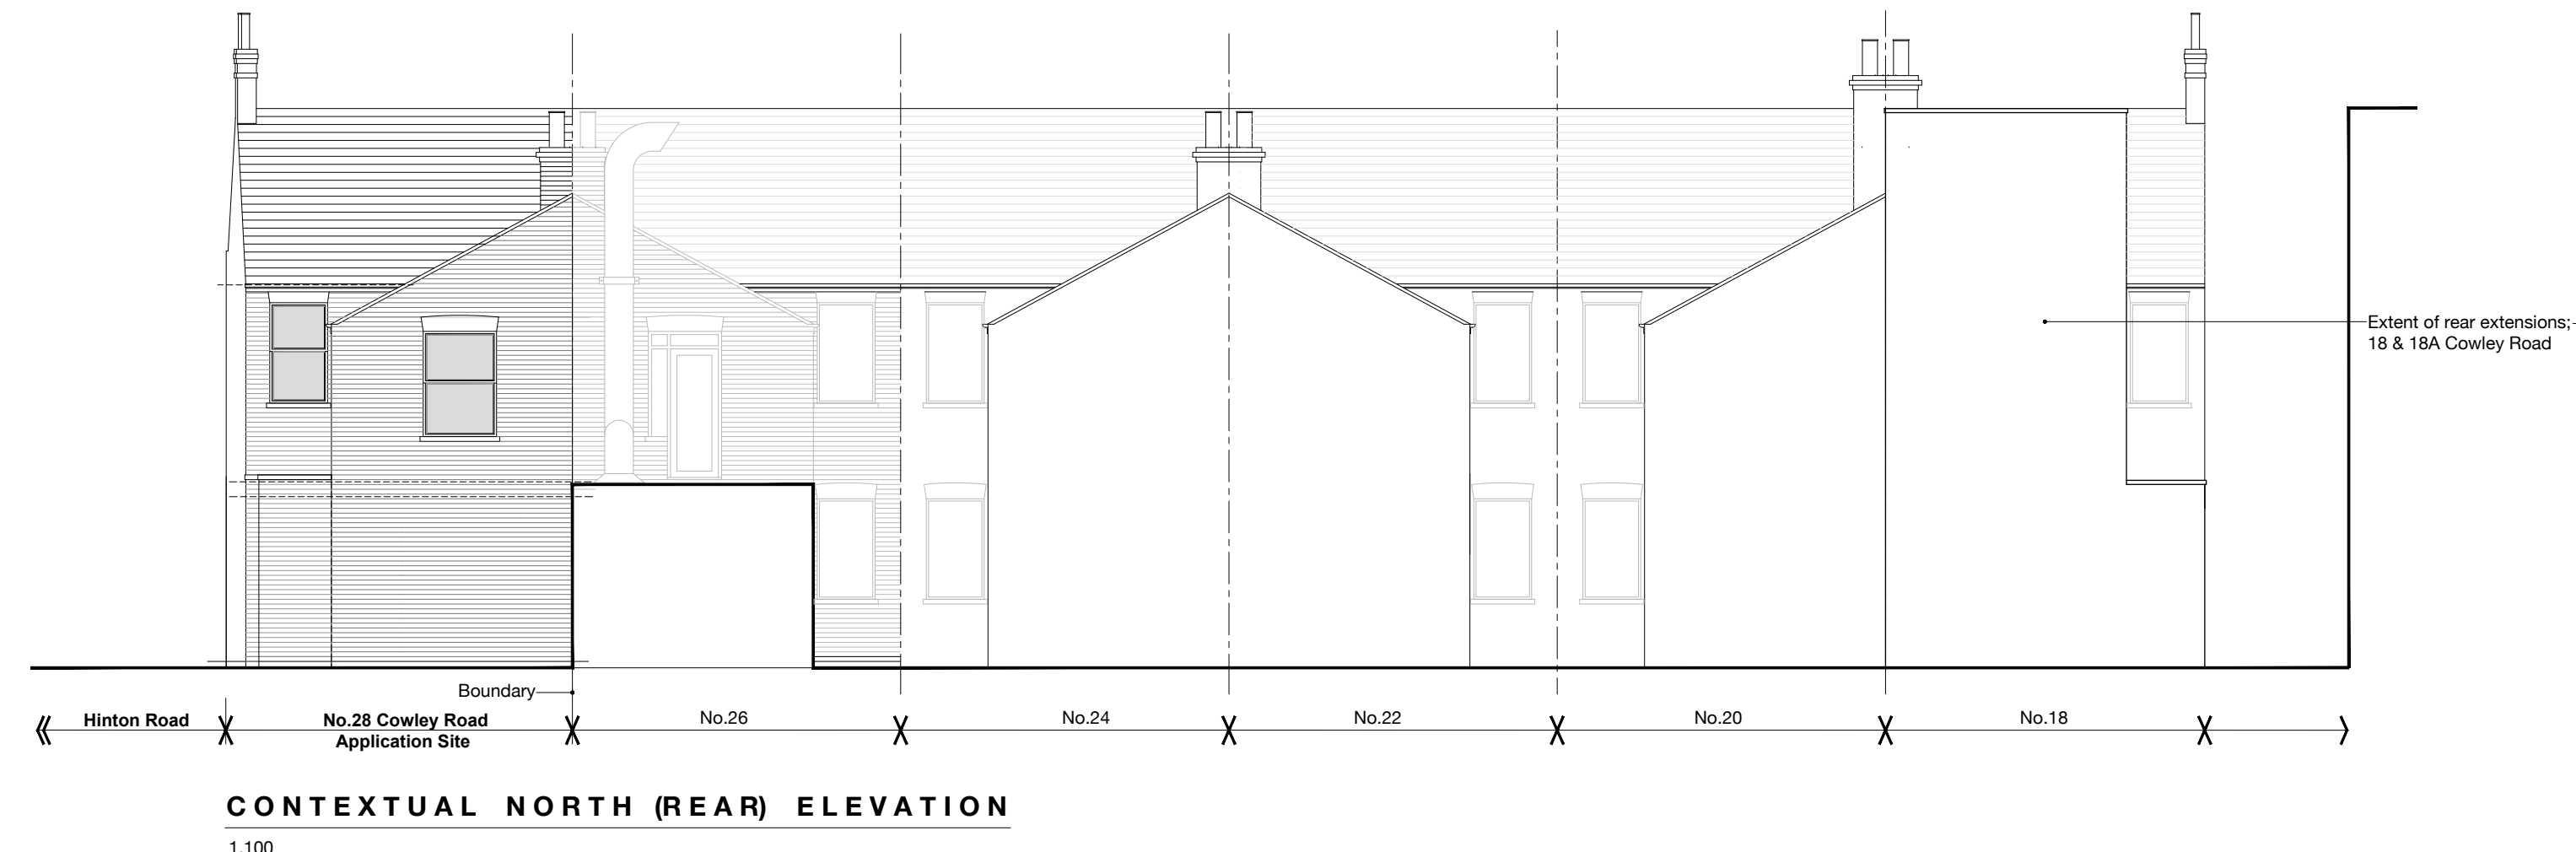 Extent of rear extensions;
18 & 18A Cowley Road
Boundary
Hinton Road
No.28 Cowley Road
Application Site
No.26
No.24
No.22
No.20
No.18
CONTEXTUAL NORTH (REAR) ELEVATION
1.100